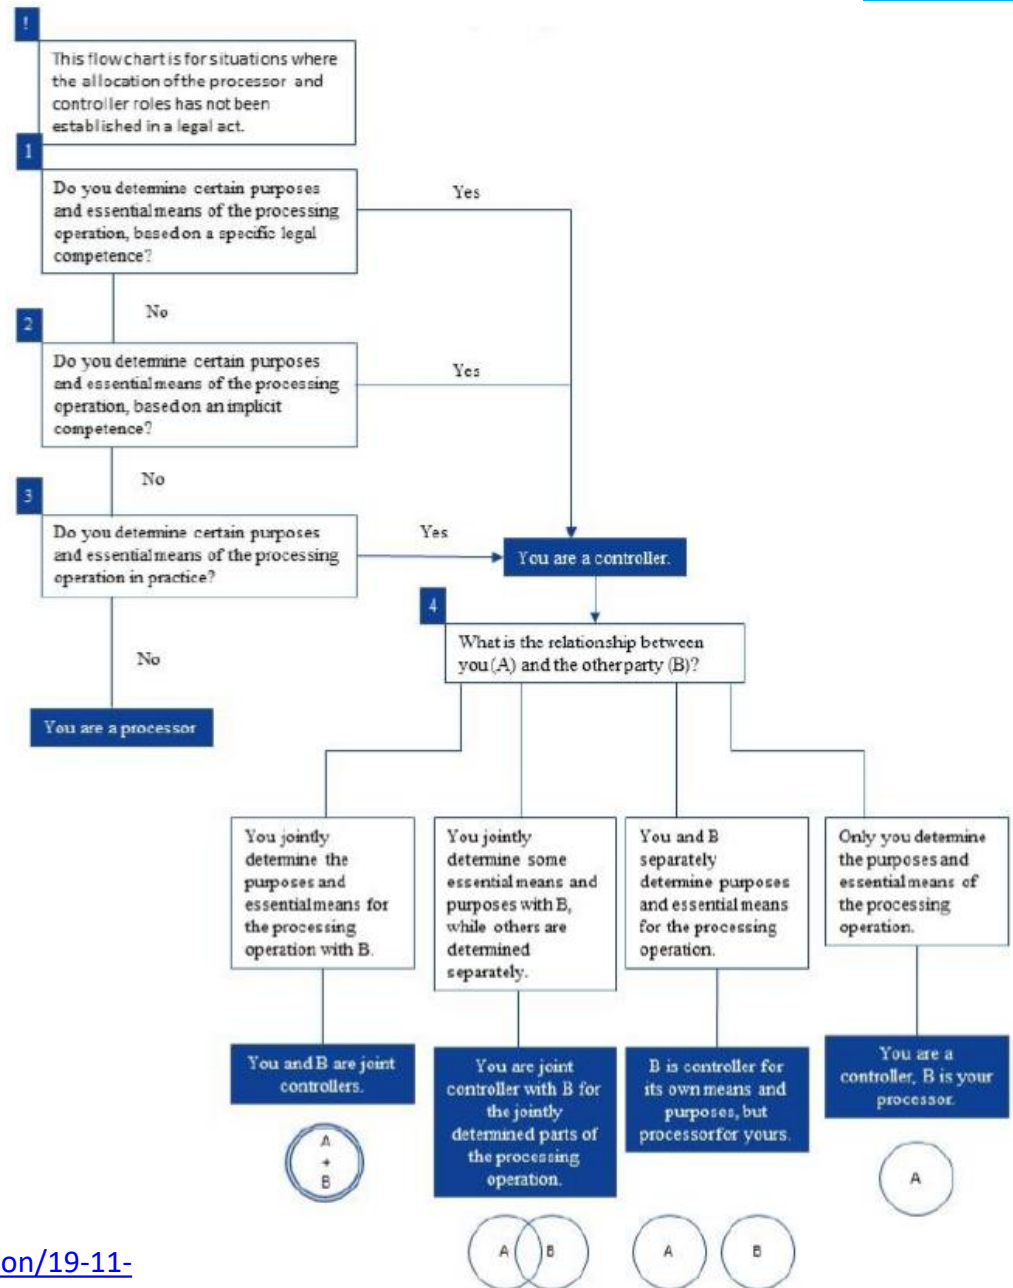 !
This flowchart is for situations where
the allocation of the processor and
controller roles has not been
established in a legal act.
1
Do you determine certain purposes
and essential means of the processing
operation, based on a specific legal
competence?
Yes
No
2
Do you determine certain purposes
and essential means of the processing
operation, based on an implicit
competence?
Yes
No
3
Do you determine certain purposes
and essential means of the processing
operation in practice?
Yes
You are a controller.
No
You are a processor
4
What is the relationship between
you (A) and the other party (B)?
You jointly
determine the
purposes and
essential means for
the processing
operation with B.
You jointly
determine some
essential means and
purposes with B,
while others are
determined
separately.
You and B
separately
determine purposes
and essential means
for the processing
operation.
Only you determine
the purposes and
essential means of
the processing
operation.
You and B are joint
controllers.
You are joint
controller with B for
the jointly
determined parts of
the processing
operation.
B is controller for
its own means and
purposes, but
processor for yours.
You are a
controller, B is your
processor.
A
+
B
A B
A B
A
on/19-11-